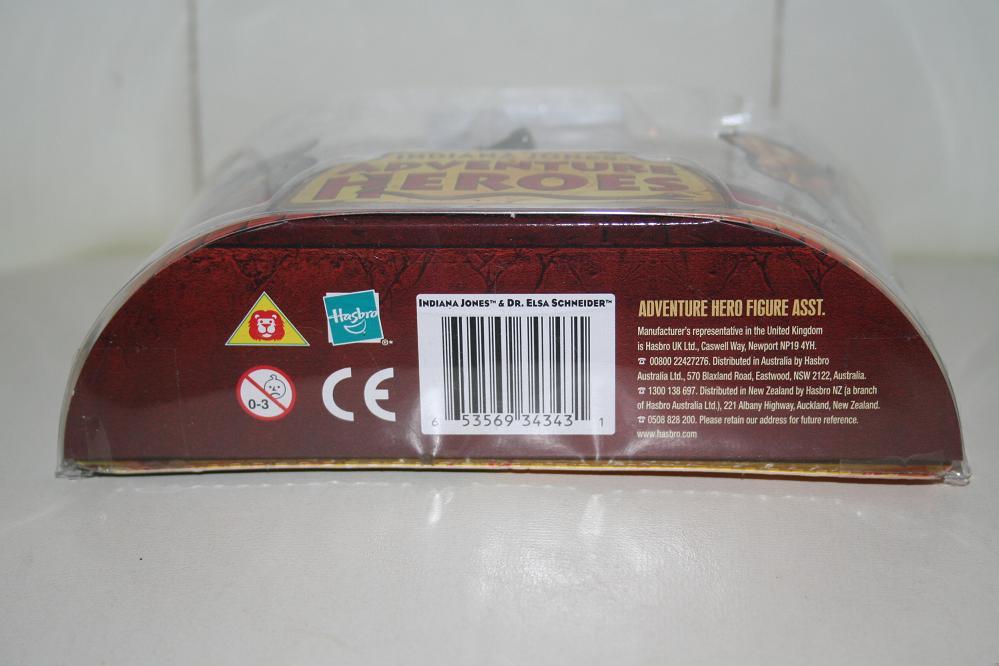 INDIANA JONES
ADVENTURE
HEROES
Hasbro
®*
0-3
CE
INDIANA JONES™ & DR. ELSA SCHNEIDER™
6 53569 34343 1
ADVENTURE HERO FIGURE ASST.
Manufacturer's representative in the United Kingdom
is Hasbro UK Ltd., Caswell Way, Newport NP19 4YH.
☎ 00800 22427276. Distributed in Australia by Hasbro
Australia Ltd., 570 Blaxland Road, Eastwood, NSW 2122, Australia.
☎ 1300 138 697. Distributed in New Zealand by Hasbro NZ (a branch
of Hasbro Australia Ltd.), 221 Albany Highway, Auckland, New Zealand.
☎ 0508 828 200. Please retain our address for future reference.
www.hasbro.com